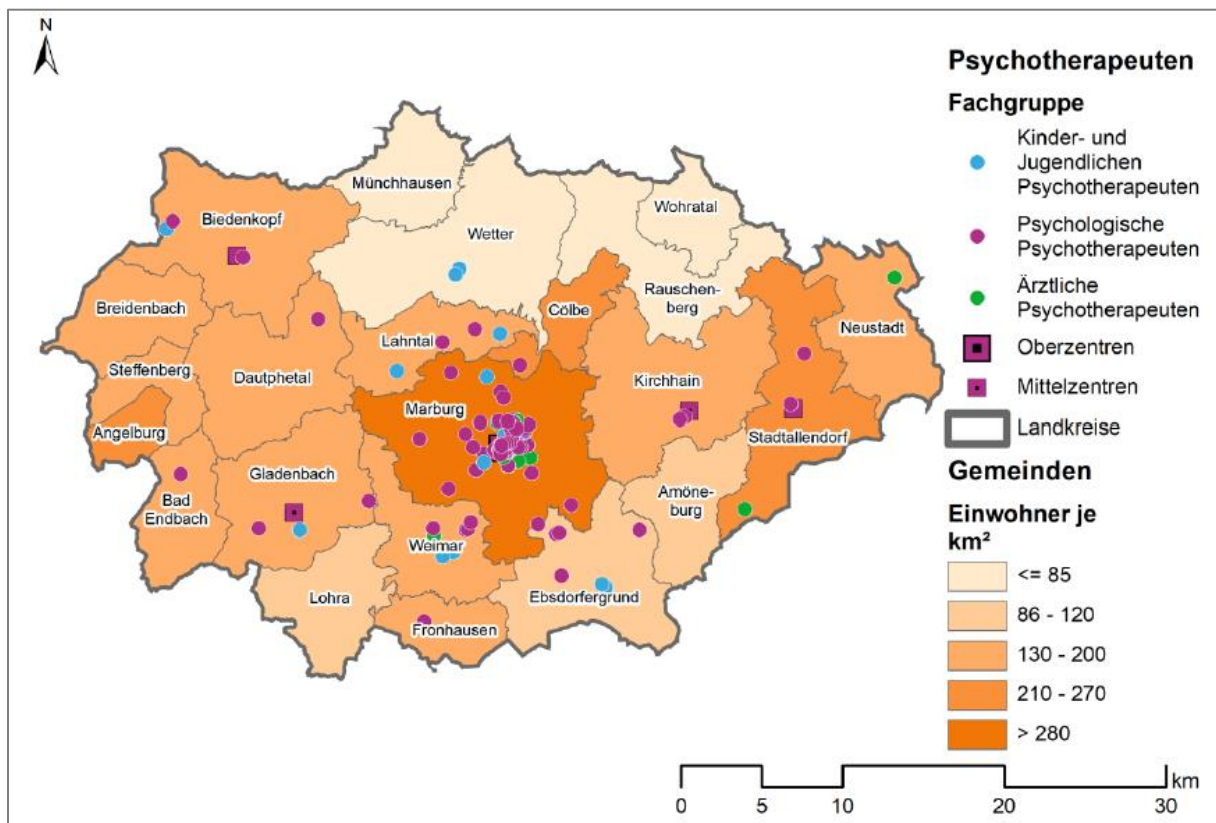 N
Münchhausen
Biedenkopf
Wohratal
Wetter
Breidenbach
Rauschen-
berg
Cölbe
Neustadt
Lahntal
Steffenberg
Dautphetal
Kirchhain
Marburg
Angelburg
Stadtallendorf
Gladenbach
Amöne-
burg
Bad
Endbach
Weimar
Lohra
Ebsdorfergrund
Fronhausen
Psychotherapeuten
Fachgruppe
Kinder- und
Jugendlichen
Psychotherapeuten
Psychologische
Psychotherapeuten
Ärztliche
Psychotherapeuten
Oberzentren
Mittelzentren
Landkreise
Gemeinden
Einwohner je
km²
<= 85
86 - 120
130 - 200
210 - 270
> 280
km
0 5 10 20 30